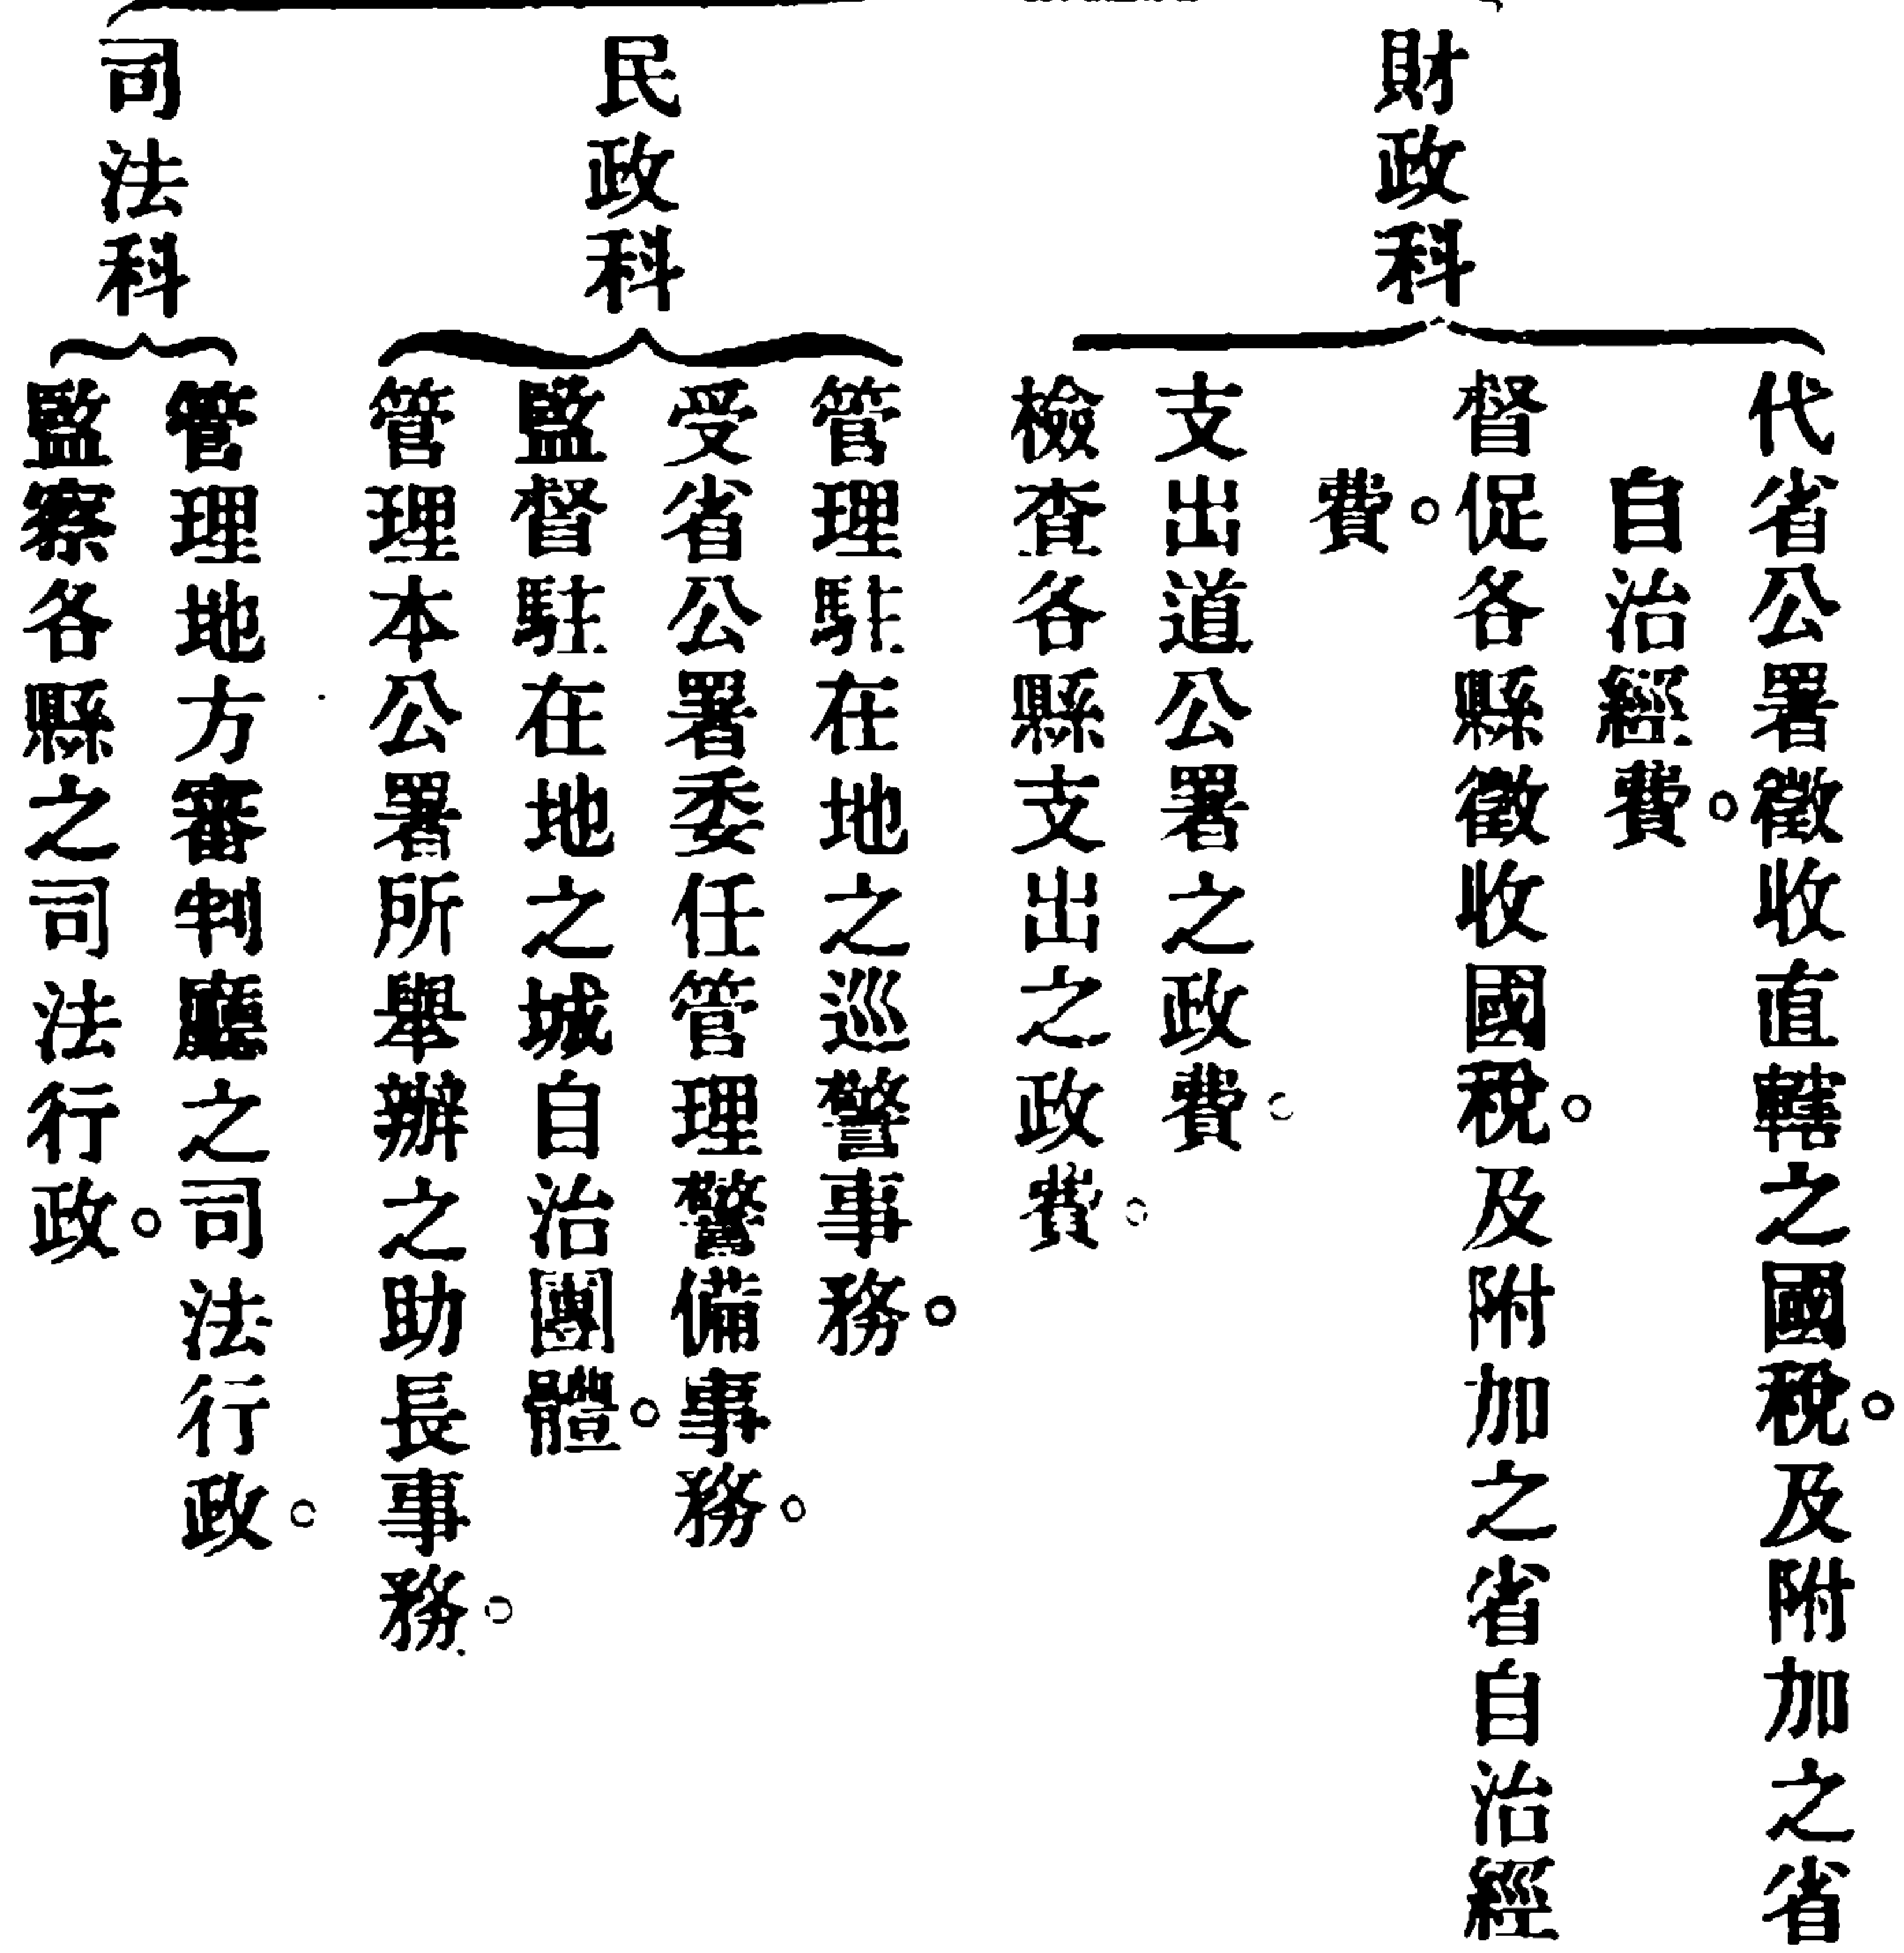 財政科
代省公署徵收直轄之國稅。及附加之省
自治經費。
督促各縣徵收國稅。及附加之省自治經
費。
支出道公署之政費。
檢查各縣支出之政費。
民政科
管理駐在地之巡警事務。
受省公署委任管理警備事務。
監督駐在地之城自治團體。
管理本公署所舉辦之助長事務。
司法科
管理地方審判廳之司法行政。
監察各縣之司法行政。